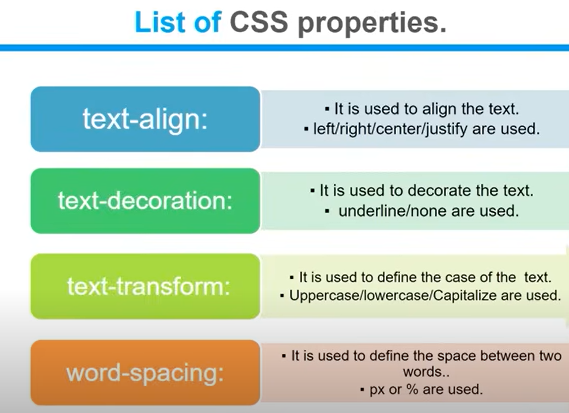 List of CSS properties.
text-align:
▪ It is used to align the text.
▪ left/right/center/justify are used.
text-decoration:
▪ It is used to decorate the text.
▪ underline/none are used.
text-transform:
▪ It is used to define the case of the text.
▪ Uppercase/lowercase/Capitalize are used.
word-spacing:
▪ It is used to define the space between two
words..
▪ px or % are used.